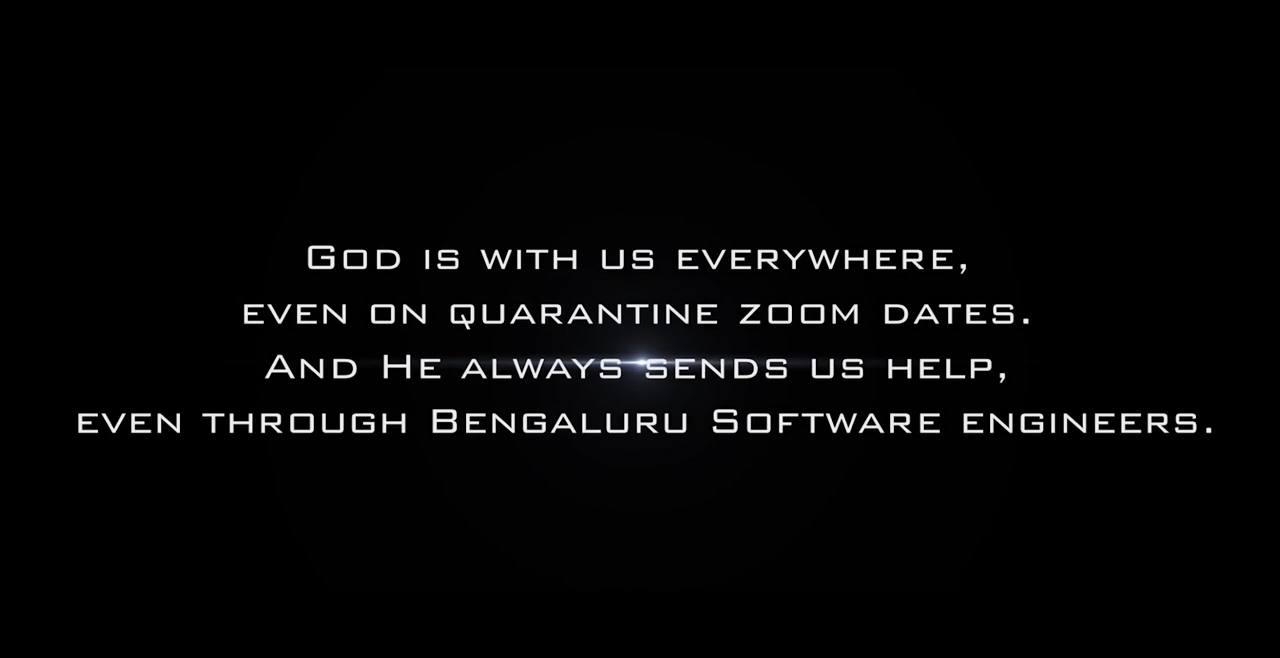 God is with us everywhere,
even on quarantine zoom dates.
And He always sends us help,
even through Bengaluru Software engineers.